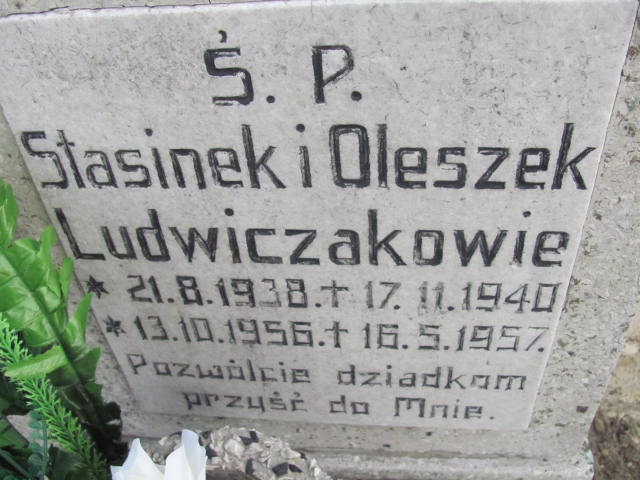 Ś. P.
Stasinek i Oleszek
Ludwiczakowie
* 21.8.1938. + 17.11.1940
* 13.10.1956. + 16.5.1957.
Pozwólcie dziadkom
przyść do Mnie.